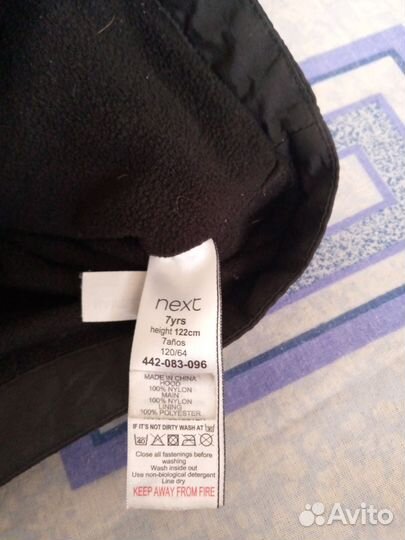 next
7yrs
height 122cm
7años
120/64
442-083-096
MADE IN CHINA
HOOD
100% NYLON
MAIN
100% NYLON
LINING
100% POLYESTER
IF IT'S NOT DIRTY WASH AT
Close all fastenings before
washing
Wash inside out
Use non-biological detergent
Line dry
KEEP AWAY FROM FIRE
Avito